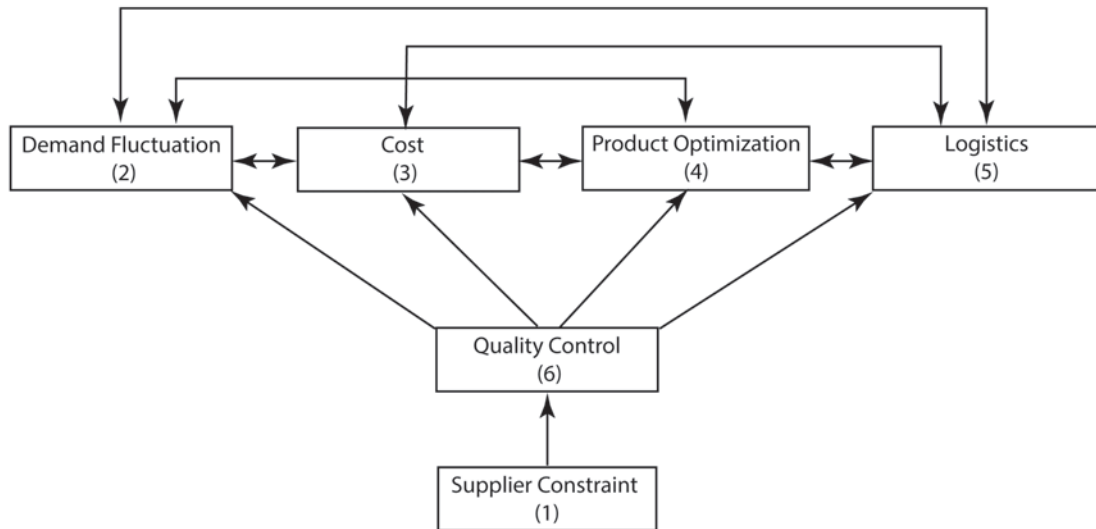 Demand Fluctuation
(2)
Cost
(3)
Product Optimization
(4)
Logistics
(5)
Quality Control
(6)
Supplier Constraint
(1)